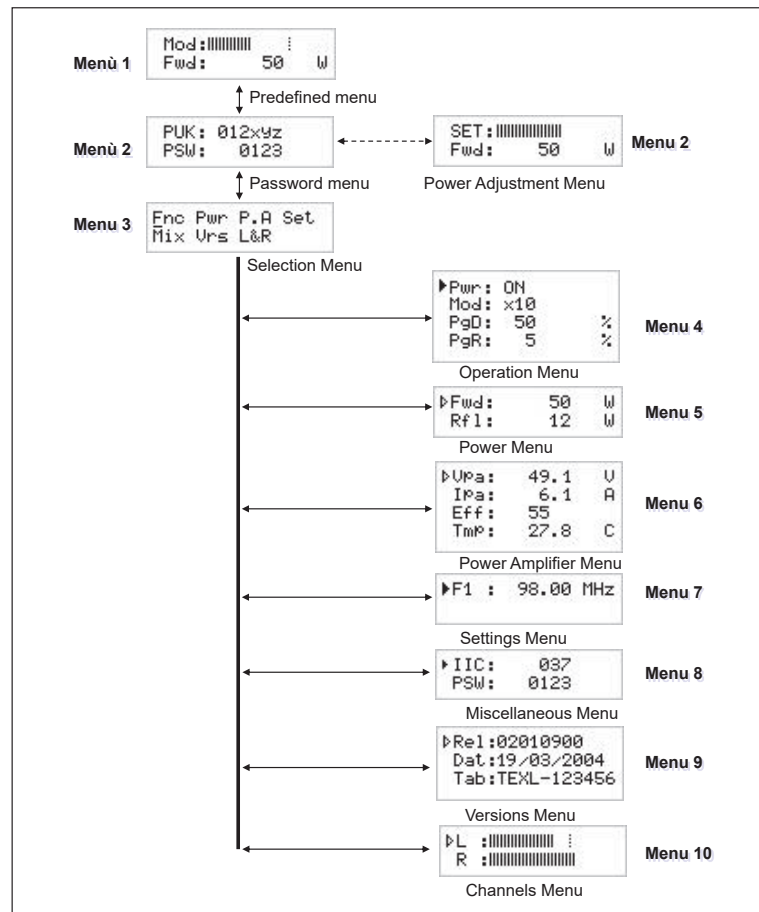 Menù 1
Mod:
Fwd: 50 W
Predefined menu
Menù 2
PUK: 012xyz
PSW: 0123
SET:
Fwd: 50 W
Menu 2
Password menu
Power Adjustment Menu
Menu 3
Fnc Pwr P.A Set
Mix Vrs L&R
Selection Menu
Pwr: ON
Mod: x10
PgD: 50 %
PgR: 5 %
Menu 4
Operation Menu
Fwd: 50 W
Rfl: 12 W
Menu 5
Power Menu
VPa: 49.1 V
IPa: 6.1 A
Eff: 55
TmP: 27.8 C
Menu 6
Power Amplifier Menu
F1 : 98.00 MHz
Menu 7
Settings Menu
IIC: 037
PSW: 0123
Menu 8
Miscellaneous Menu
Rel:02010900
Dat:19/03/2004
Tab:TEXL-123456
Menu 9
Versions Menu
L :
R :
Menu 10
Channels Menu